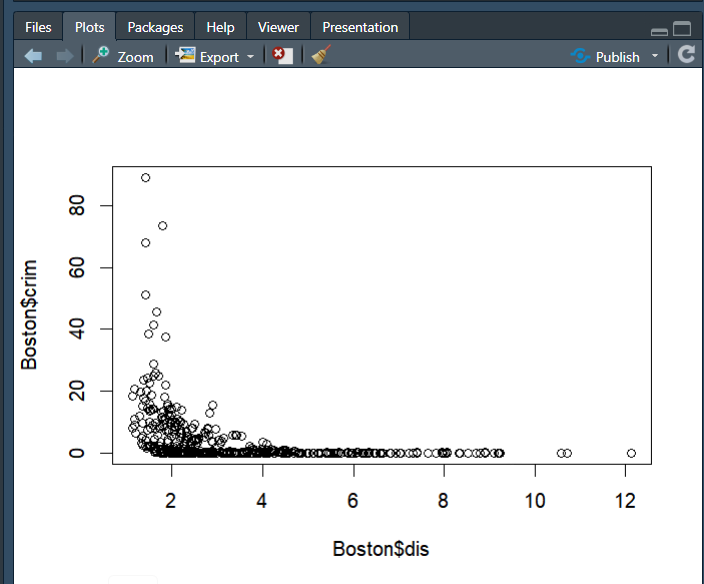 Files Plots Packages Help Viewer Presentation
Zoom Export Publish
Boston$crim
80
60
40
20
0
2 4 6 8 10 12
Boston$dis